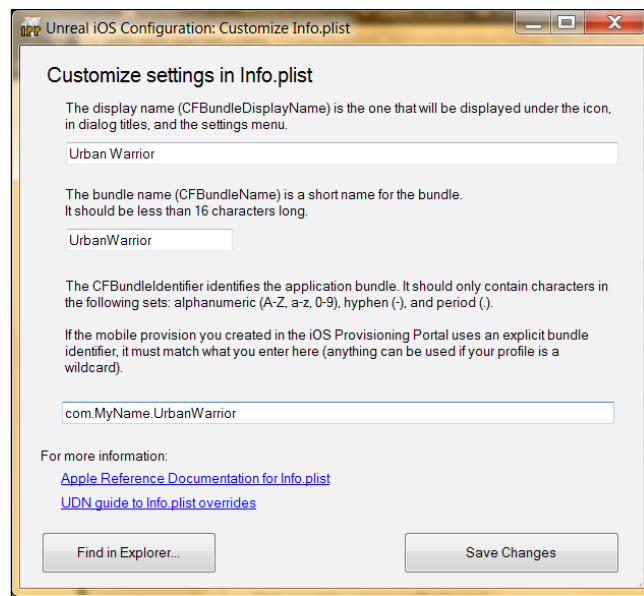 Unreal iOS Configuration: Customize Info.plist
Customize settings in Info.plist
The display name (CFBundleDisplayName) is the one that will be displayed under the icon,
in dialog titles, and the settings menu.
Urban Warrior
The bundle name (CFBundleName) is a short name for the bundle.
It should be less than 16 characters long.
UrbanWarrior
The CFBundleIdentifier identifies the application bundle. It should only contain characters in
the following sets: alphanumeric (A-Z, a-z, 0-9), hyphen (-), and period (.).
If the mobile provision you created in the iOS Provisioning Portal uses an explicit bundle
identifier, it must match what you enter here (anything can be used if your profile is a
wildcard).
com.MyName.UrbanWarrior
For more information:
Apple Reference Documentation for Info.plist
UDN guide to Info.plist overrides
Find in Explorer...
Save Changes